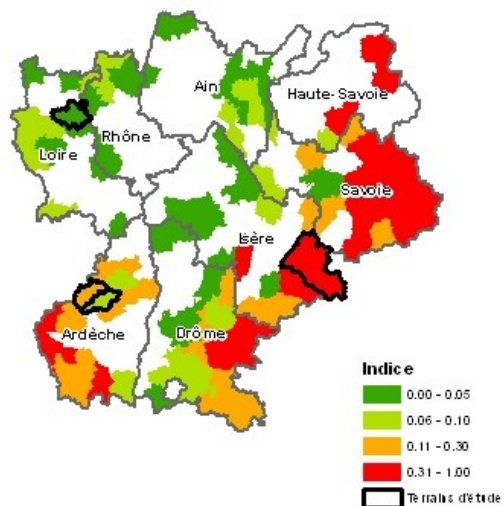 Ain
Haute-Savoie
Rhône
Loire
Savoie
Isère
Ardèche
Drôme
Indice
0.00 - 0.05
0.06 - 0.10
0.11 - 0.30
0.31 - 1.00
Terrains d'étude